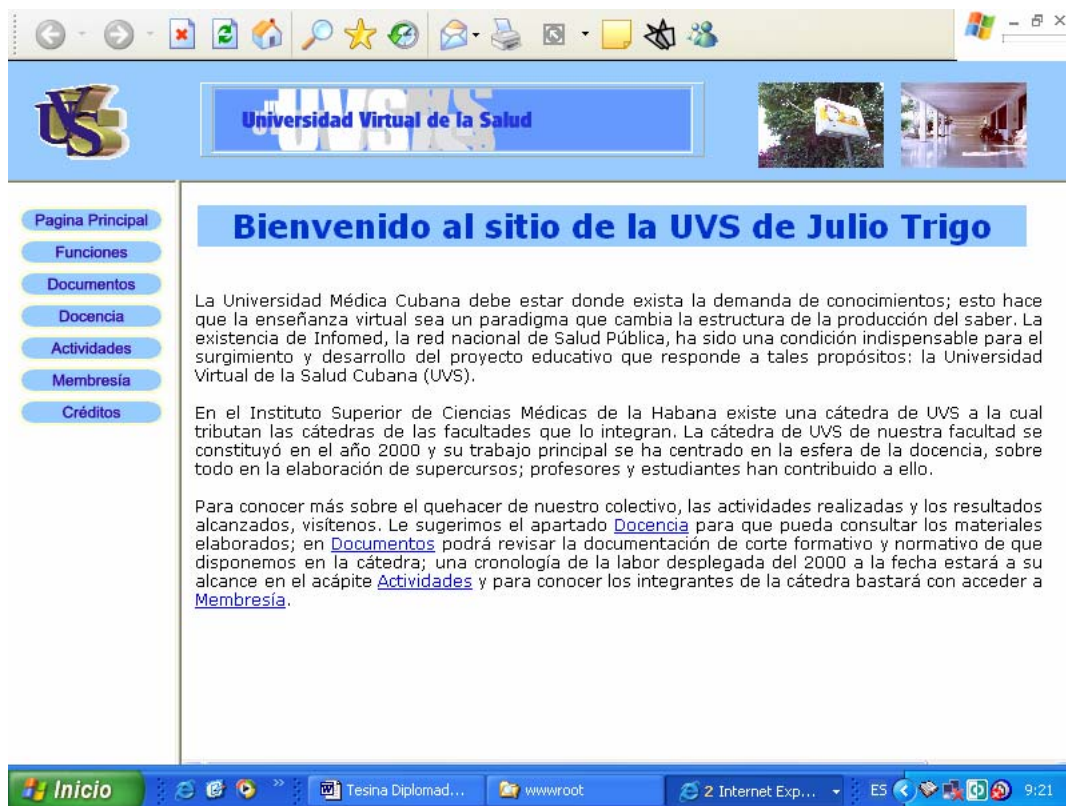 UVS
Universidad Virtual de la Salud
Pagina Principal
Funciones
Documentos
Docencia
Actividades
Membresía
Créditos
Bienvenido al sitio de la UVS de Julio Trigo
La Universidad Médica Cubana debe estar donde exista la demanda de conocimientos; esto hace
que la enseñanza virtual sea un paradigma que cambia la estructura de la producción del saber. La
existencia de Infomed, la red nacional de Salud Pública, ha sido una condición indispensable para el
surgimiento y desarrollo del proyecto educativo que responde a tales propósitos: la Universidad
Virtual de la Salud Cubana (UVS).
En el Instituto Superior de Ciencias Médicas de la Habana existe una cátedra de UVS a la cual
tributan las cátedras de las facultades que lo integran. La cátedra de UVS de nuestra facultad se
constituyó en el año 2000 y su trabajo principal se ha centrado en la esfera de la docencia, sobre
todo en la elaboración de supercursos; profesores y estudiantes han contribuido a ello.
Para conocer más sobre el quehacer de nuestro colectivo, las actividades realizadas y los resultados
alcanzados, visítenos. Le sugerimos el apartado Docencia para que pueda consultar los materiales
elaborados; en Documentos podrá revisar la documentación de corte formativo y normativo de que
disponemos en la cátedra; una cronología de la labor desplegada del 2000 a la fecha estará a su
alcance en el acápite Actividades y para conocer los integrantes de la cátedra bastará con acceder a
Membresía.
Inicio
Tesina Diplomad...
wwwroot
2 Internet Exp...
ES
9:21